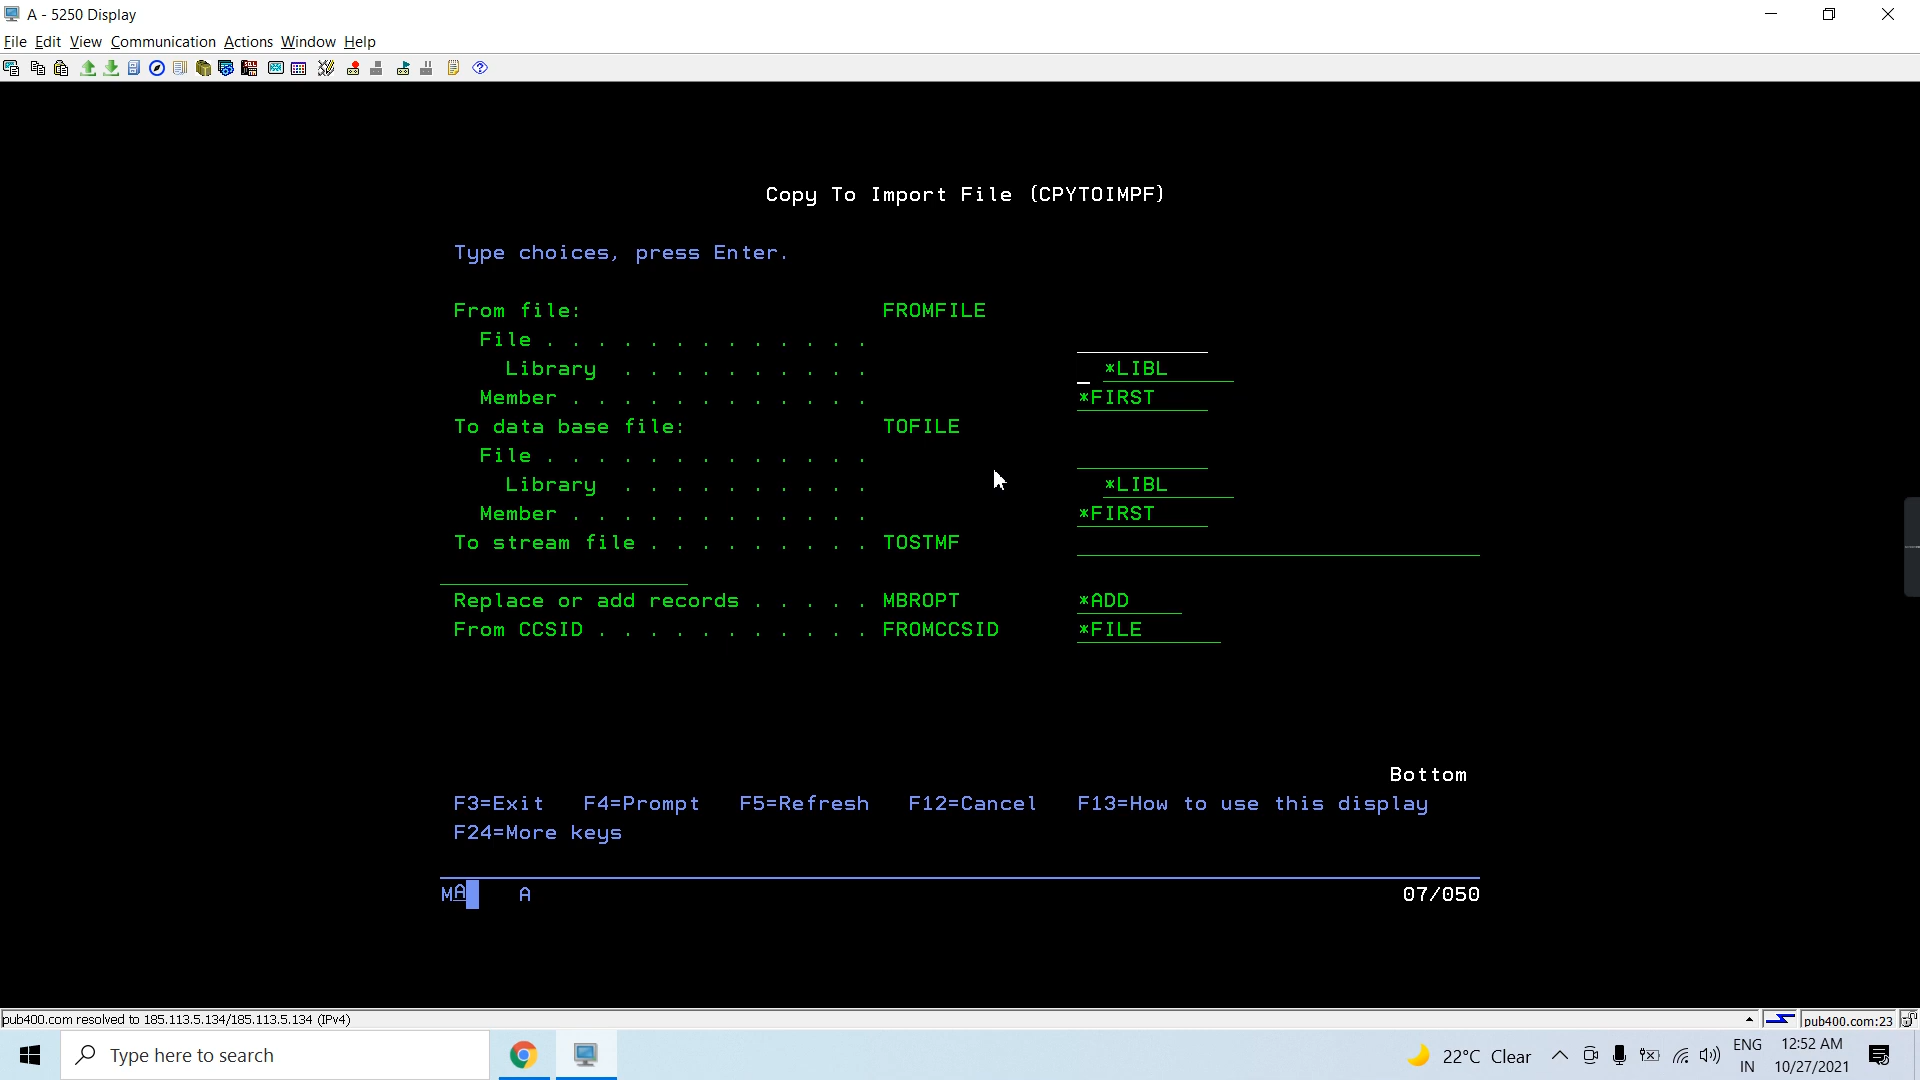 A - 5250 Display
File Edit View Communication Actions Window Help
Copy To Import File (CPYTOIMPF)
Type choices, press Enter.
From file: FROMFILE
File . . . . . . . . . . . . .
Library . . . . . . . . . . *LIBL
Member . . . . . . . . . . . . *FIRST
To data base file: TOFILE
File . . . . . . . . . . . . .
Library . . . . . . . . . . *LIBL
Member . . . . . . . . . . . . *FIRST
To stream file . . . . . . . . . TOSTMF
Replace or add records . . . . . MBROPT *ADD
From CCSID . . . . . . . . . . . FROMCCSID *FILE
Bottom
F3=Exit F4=Prompt F5=Refresh F12=Cancel F13=How to use this display
F24=More keys
MA A 07/050
pub400.com resolved to 185.113.5.134/185.113.5.134 (IPv4) pub400.com:23
Type here to search 22°C Clear ENG 12:52 AM
IN 10/27/2021